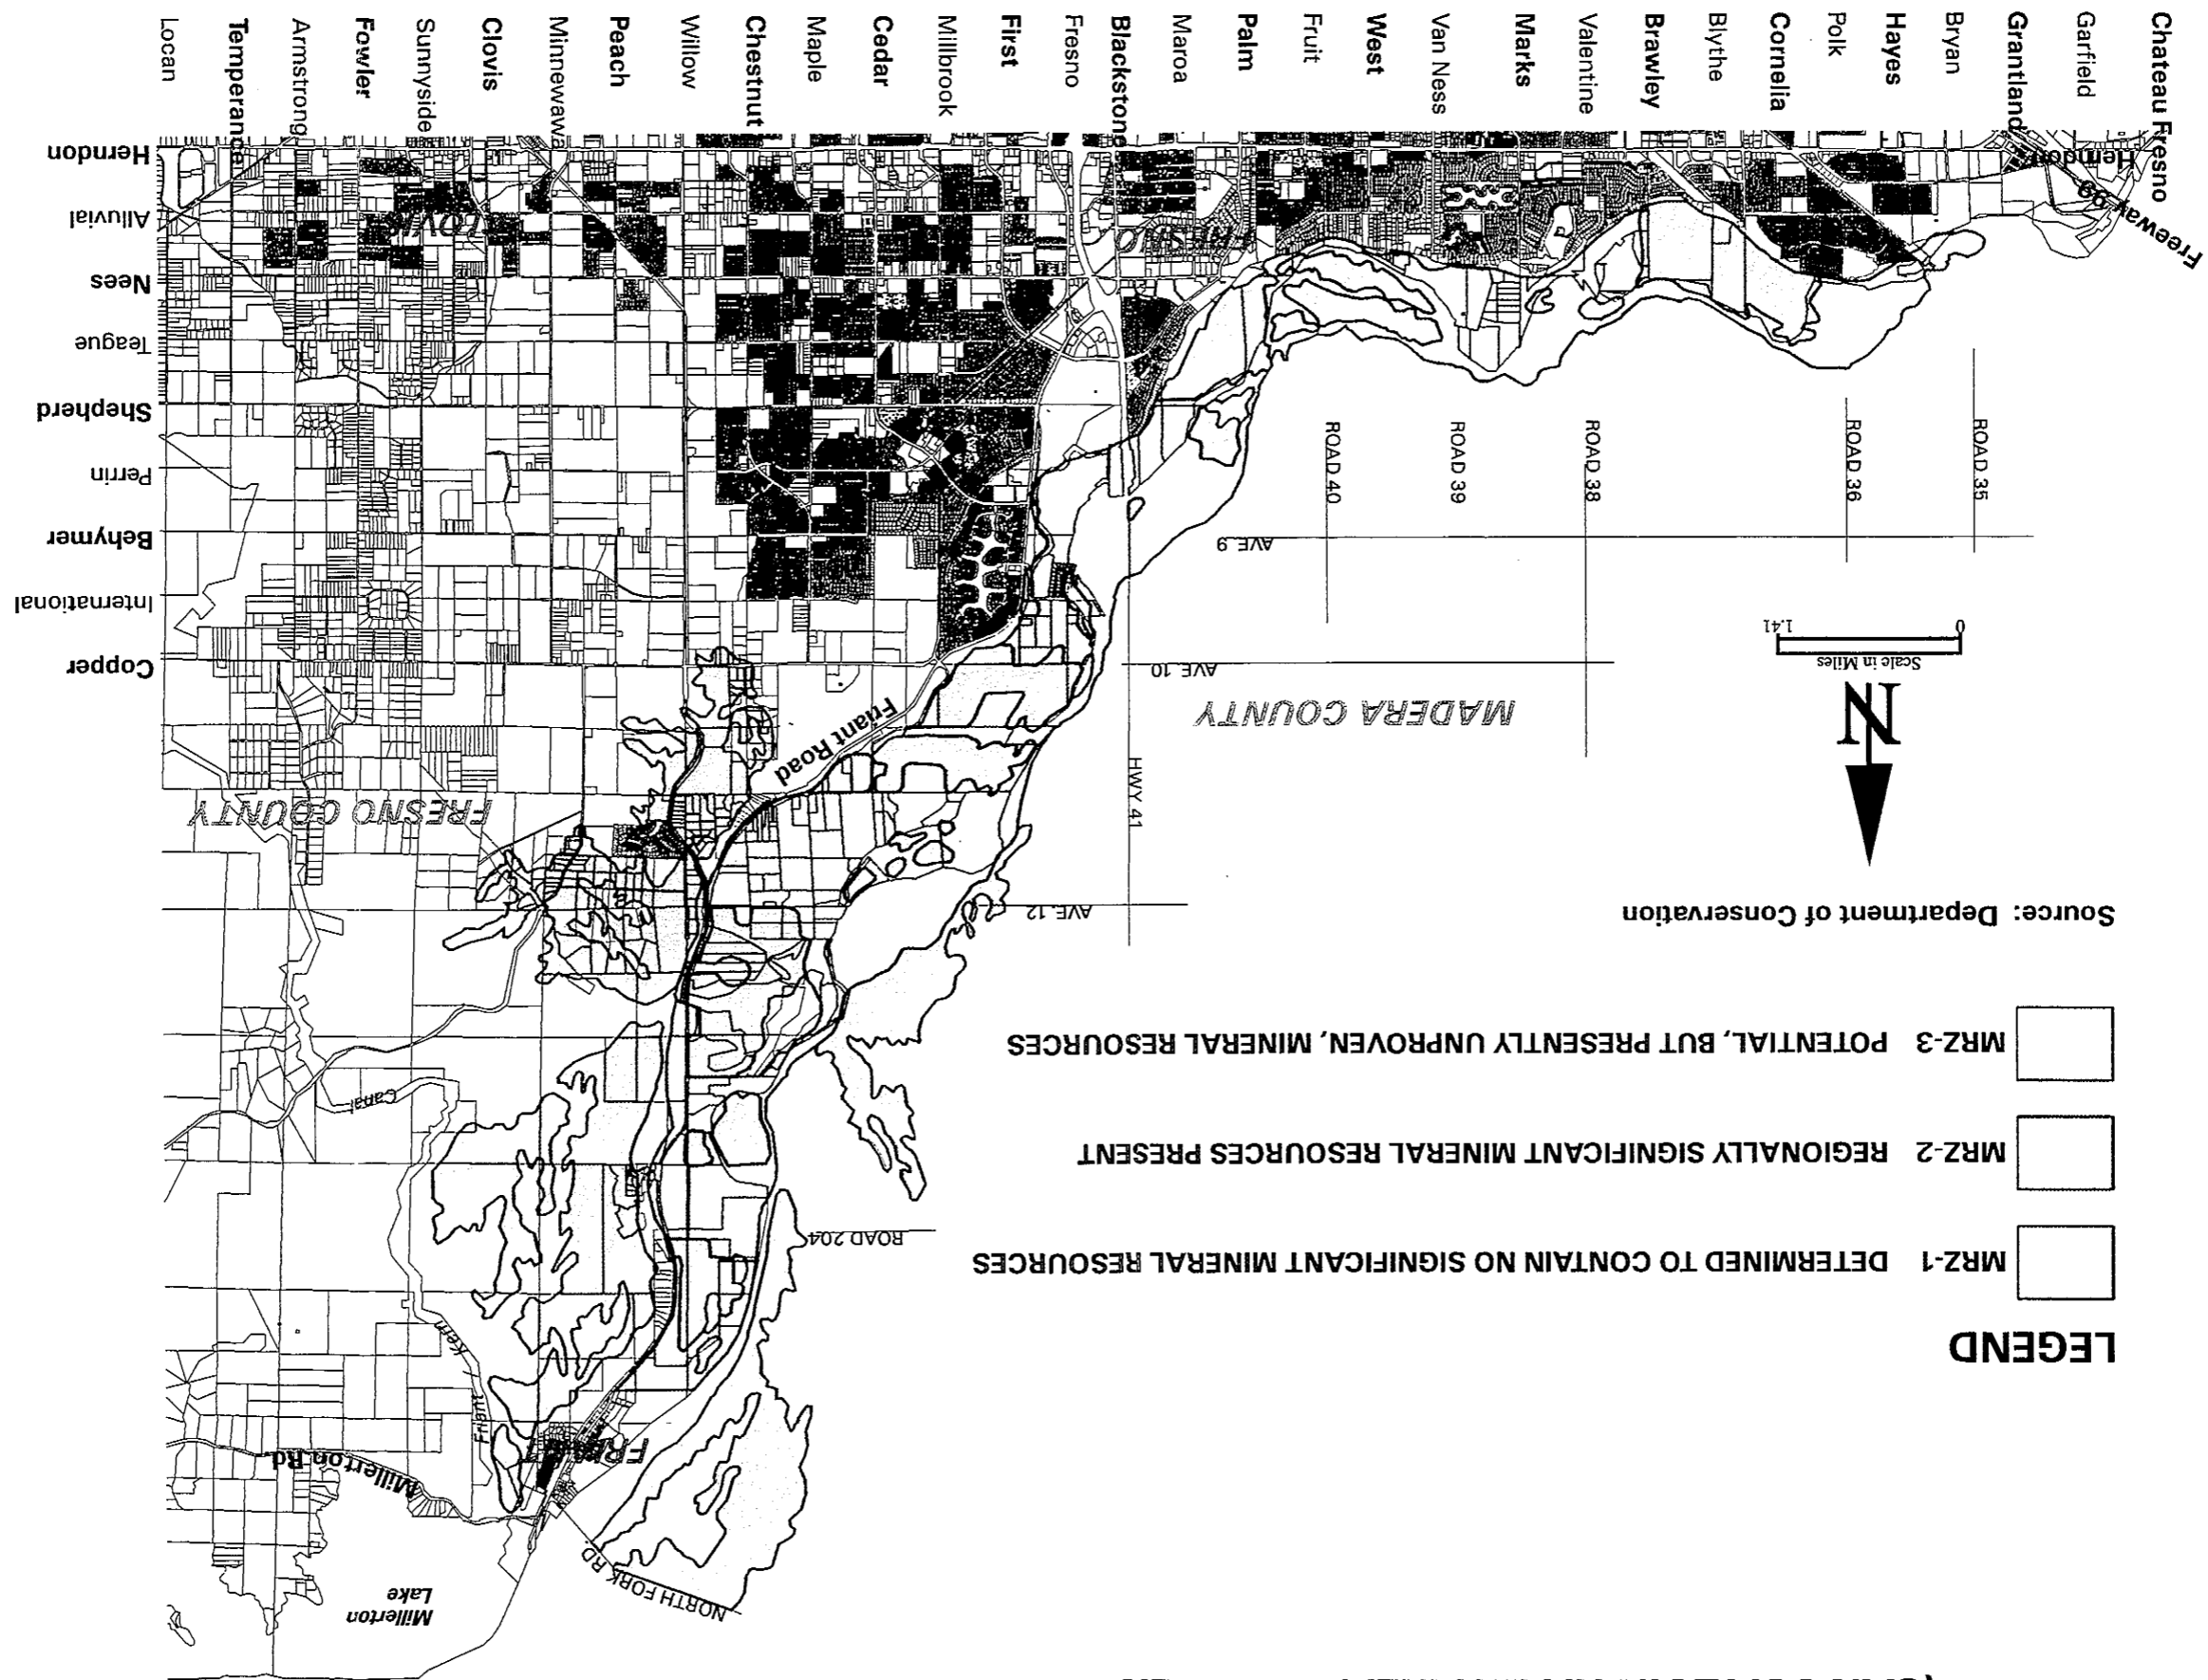 NORTH FORK RD.
Millerton
Lake
Millerton Rd.
FRIANT
Friant / Kern
Canal
LEGEND
MRZ-1 DETERMINED TO CONTAIN NO SIGNIFICANT MINERAL RESOURCES
MRZ-2 REGIONALLY SIGNIFICANT MINERAL RESOURCES PRESENT
MRZ-3 POTENTIAL, BUT PRESENTLY UNPROVEN, MINERAL RESOURCES
Source: Department of Conservation
ROAD 204
AVE. 12
HWY 41
N
Scale in Miles
0 1.41
MADERA COUNTY
FRESNO COUNTY
Friant Road
AVE. 10
AVE. 9
ROAD 35
ROAD 36
ROAD 38
ROAD 39
ROAD 40
Copper
International
Behymer
Perrin
Shepherd
Teague
Nees
Alluvial
Herndon
Freeway 99
Herndon
FRESNO
CLOVIS
Chateau Fresno
Garfield
Grantland
Bryan
Hayes
Polk
Cornelia
Blythe
Brawley
Valentine
Marks
Van Ness
West
Fruit
Palm
Maroa
Blackstone
Fresno
First
Millbrook
Cedar
Maple
Chestnut
Willow
Peach
Minnewawa
Clovis
Sunnyside
Fowler
Armstrong
Temperance
Locan